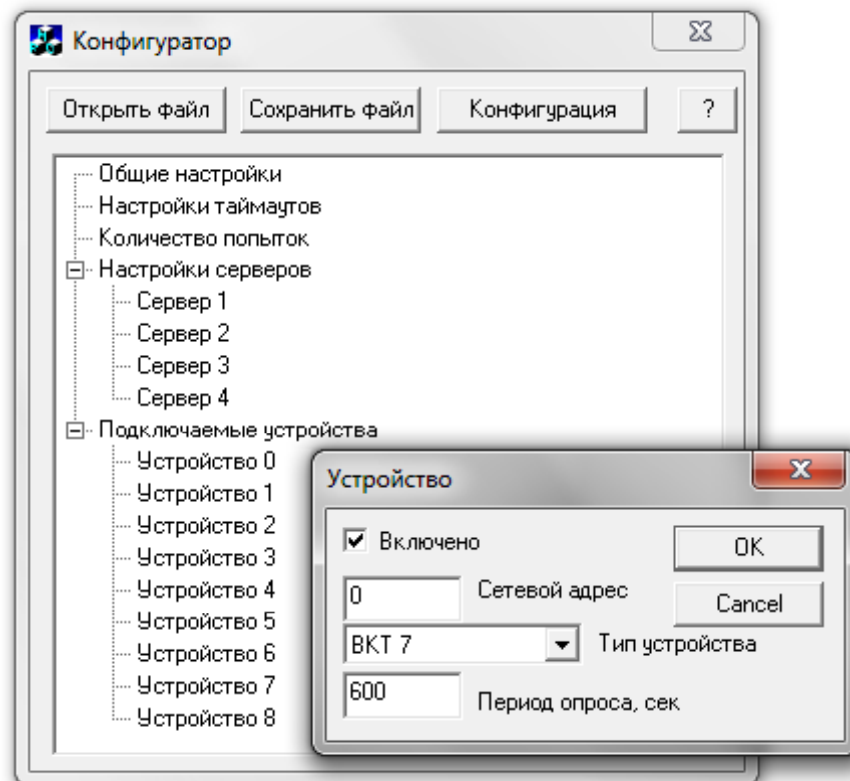 Конфигуратор
Открыть файл Сохранить файл Конфигурация ?
Общие настройки
Настройки таймаутов
Количество попыток
Настройки серверов
Сервер 1
Сервер 2
Сервер 3
Сервер 4
Подключаемые устройства
Устройство 0
Устройство 1
Устройство 2
Устройство 3
Устройство 4
Устройство 5
Устройство 6
Устройство 7
Устройство 8
Устройство
Включено OK
0 Сетевой адрес Cancel
ВКТ 7 Тип устройства
600 Период опроса, сек